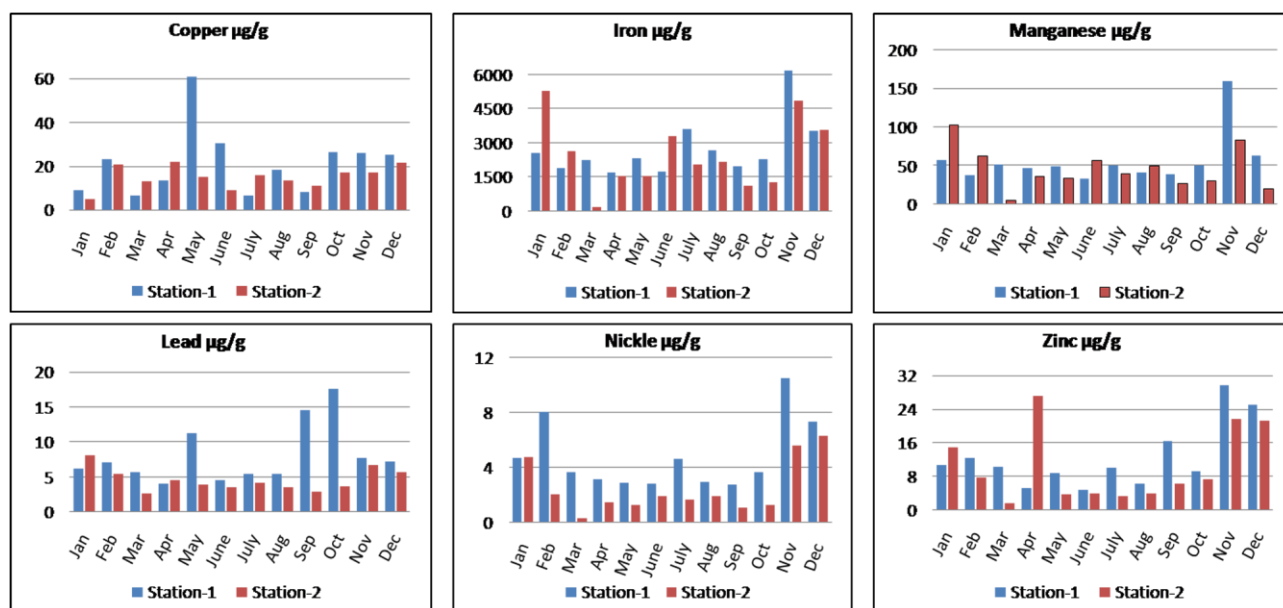 Copper µg/g
60
40
20
0
Jan Feb Mar Apr May June July Aug Sep Oct Nov Dec
Station-1 Station-2
Iron µg/g
6000
4500
3000
1500
0
Jan Feb Mar Apr May June July Aug Sep Oct Nov Dec
Station-1 Station-2
Manganese µg/g
200
150
100
50
0
Jan Feb Mar Apr May June July Aug Sep Oct Nov Dec
Station-1 Station-2
Lead µg/g
20
15
10
5
0
Jan Feb Mar Apr May June July Aug Sep Oct Nov Dec
Station-1 Station-2
Nickle µg/g
12
8
4
0
Jan Feb Mar Apr May June July Aug Sep Oct Nov Dec
Station-1 Station-2
Zinc µg/g
32
24
16
8
0
Jan Feb Mar Apr May June July Aug Sep Oct Nov Dec
Station-1 Station-2